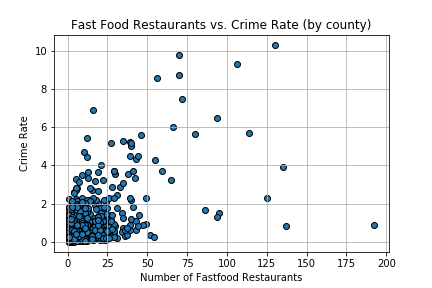 Fast Food Restaurants vs. Crime Rate (by county)
10
8
6
4
2
0
Crime Rate
0 25 50 75 100 125 150 175 200
Number of Fastfood Restaurants